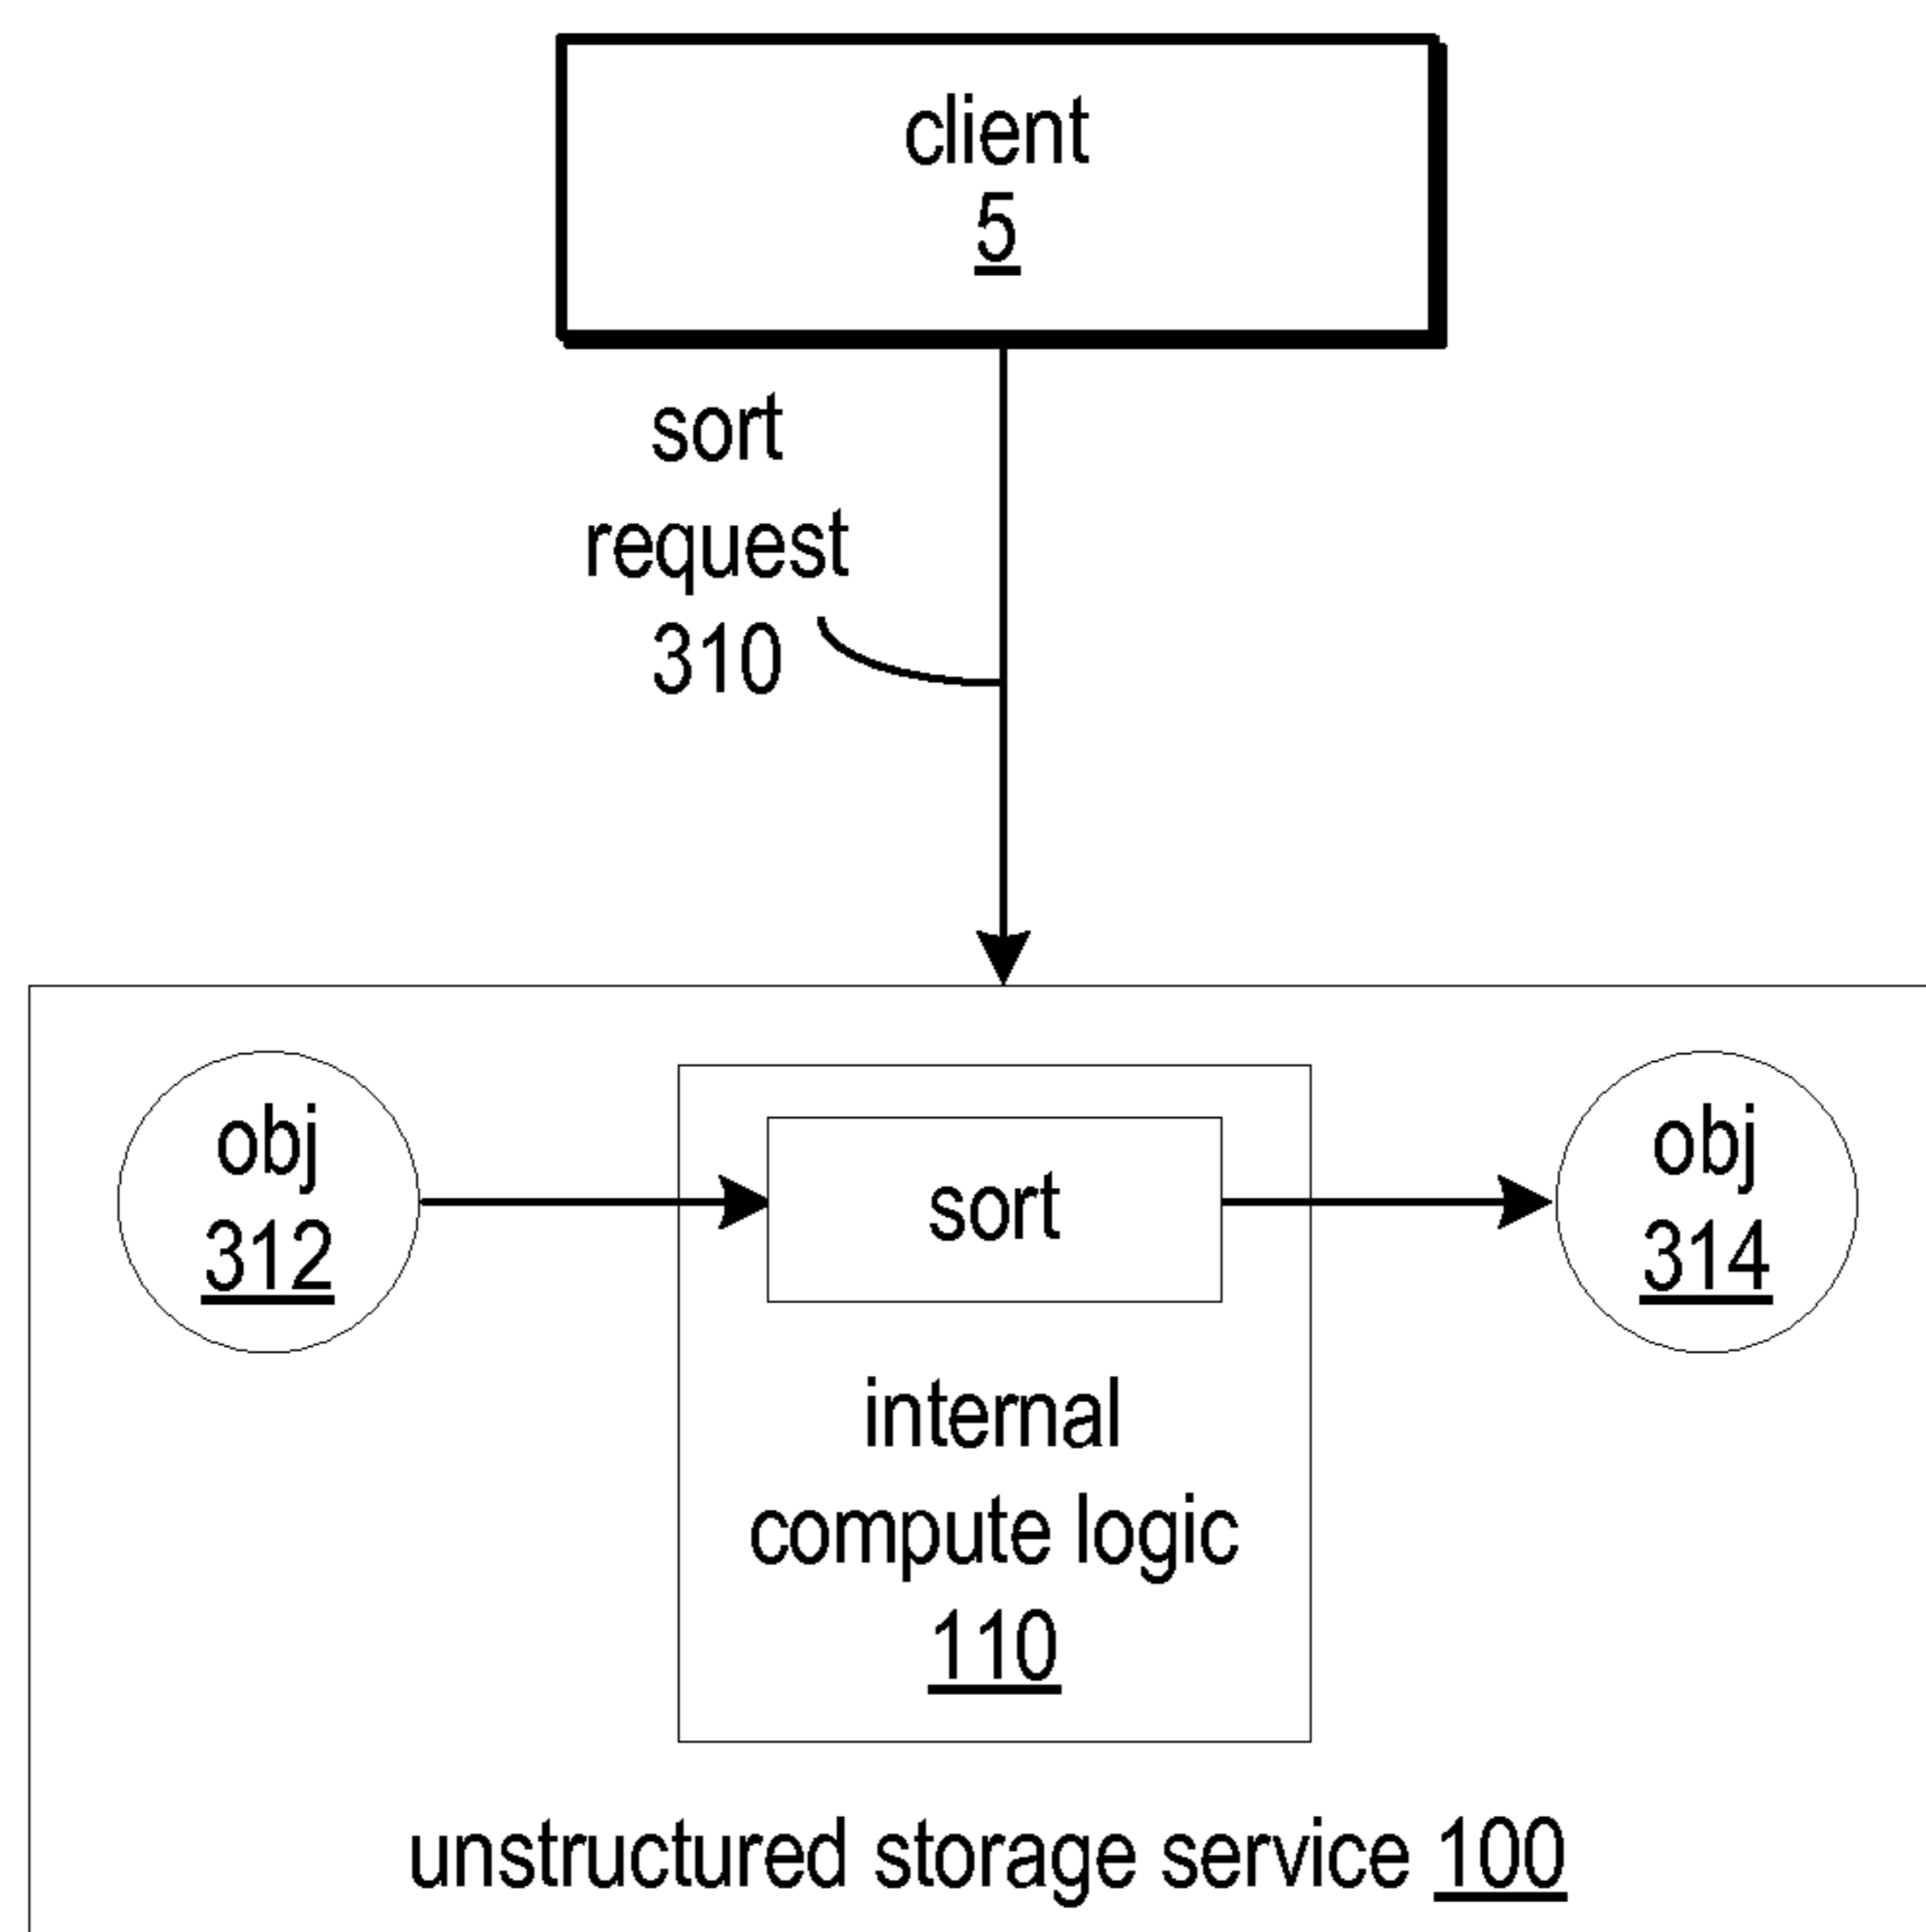 client
5
sort
request
310
obj
312
sort
obj
314
internal
compute logic
110
unstructured storage service 100